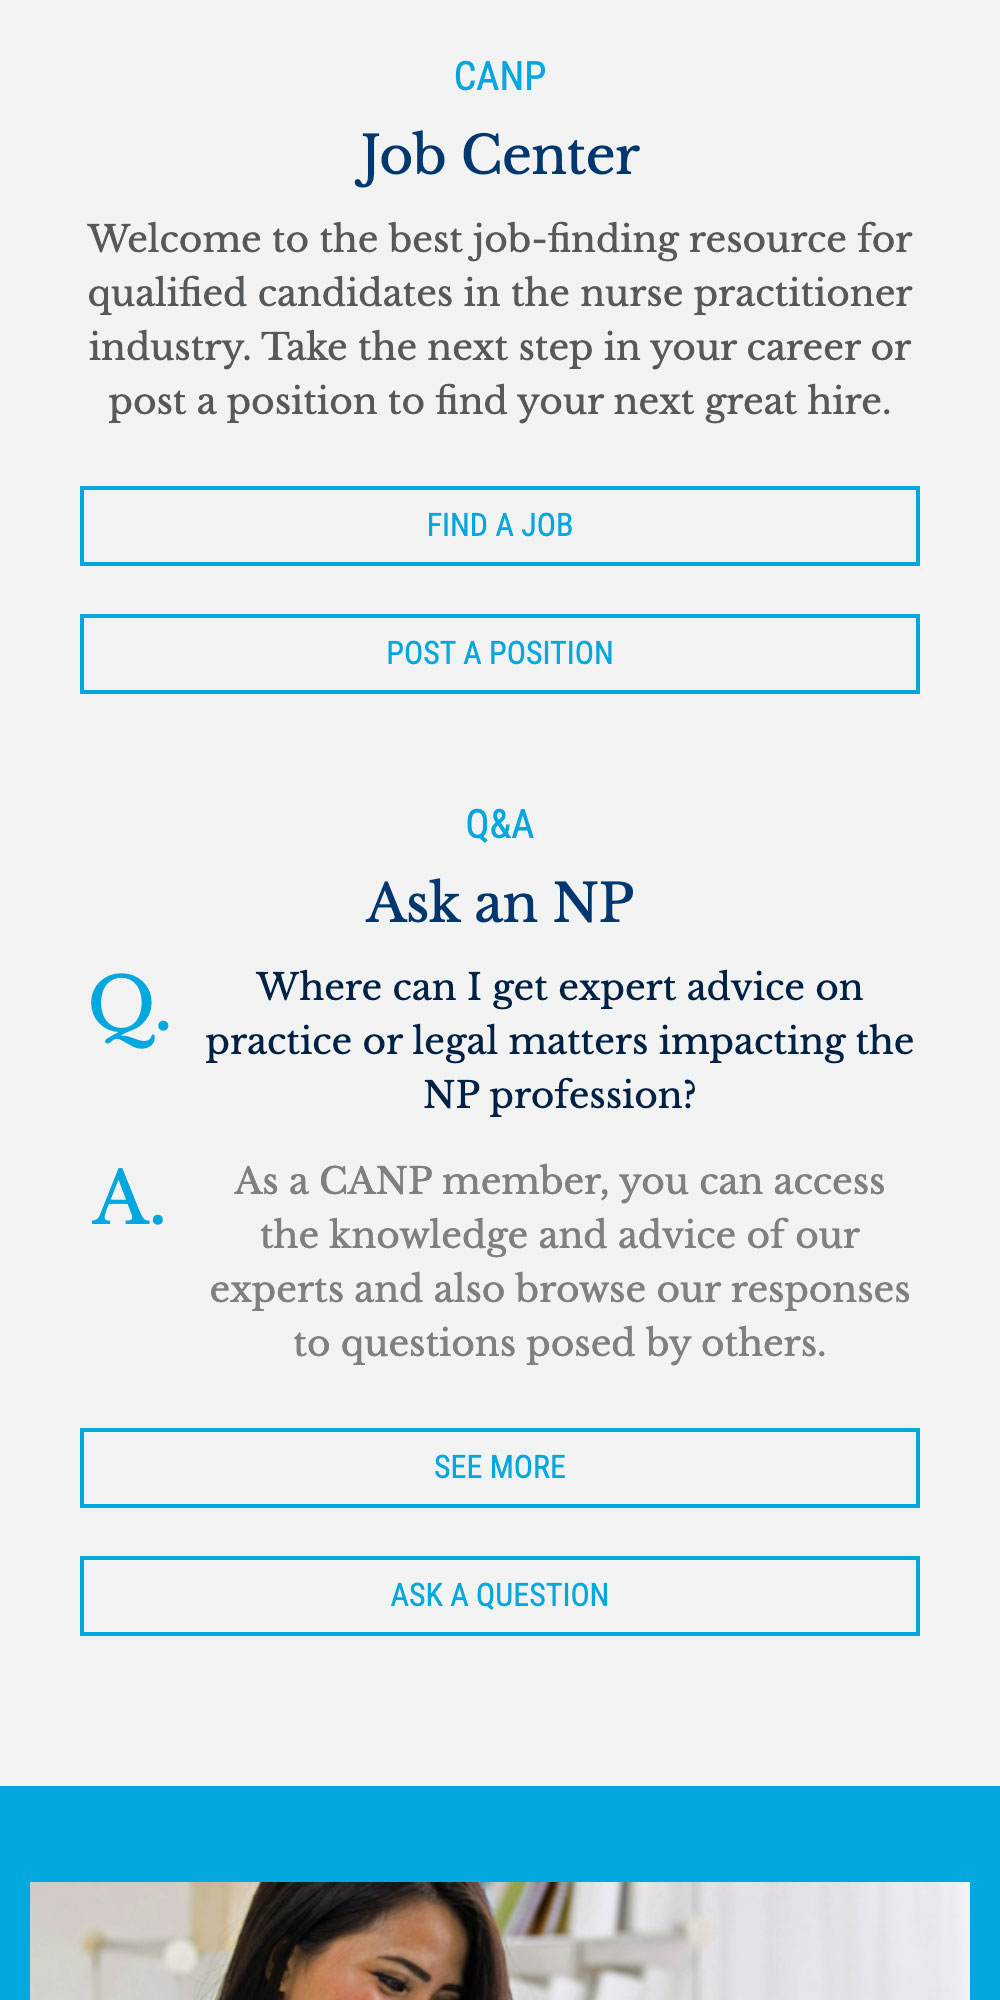 CANP
Job Center
Welcome to the best job-finding resource for
qualified candidates in the nurse practitioner
industry. Take the next step in your career or
post a position to find your next great hire.
FIND A JOB
POST A POSITION
Q&A
Ask an NP
Q.
Where can I get expert advice on
practice or legal matters impacting the
NP profession?
A.
As a CANP member, you can access
the knowledge and advice of our
experts and also browse our responses
to questions posed by others.
SEE MORE
ASK A QUESTION